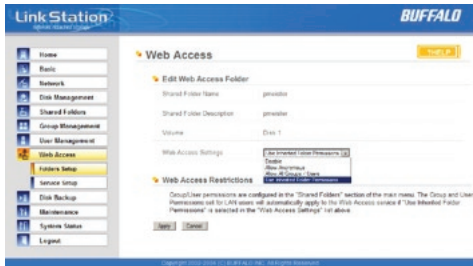 LinkStation
BUFFALO
Home
Basic
Network
Disk Management
Shared Folders
Group Management
User Management
Web Access
Folders Setup
Service Setup
Disk Backup
Maintenance
System Status
Logout
Web Access
HELP
Edit Web Access Folder
Shared Folder Name
Shared Folder Description
Volume Disk 1
Web Access Settings Use Inherited Folder Permissions
Disable
Allow Anonymous
Allow All Groups / Users
Use Inherited Folder Permissions
Web Access Restrictions
Group/User permissions are configured in the "Shared Folders" section of the main menu. The Group and User
Permissions set for LAN users will automatically apply to the Web Access service if "Use Inherited Folder
Permissions" is selected in the "Web Access Settings" list above.
Apply Cancel
BUFFALO INC. All Rights Reserved